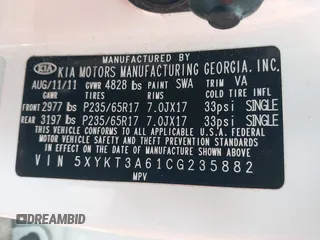 MANUFACTURED BY
KIA KIA MOTORS MANUFACTURING GEORGIA, INC.
AUG/11/11 GVWR 4828 lbs PAINT SWA TRIM VA
GAWR TIRES RIMS COLD TIRE INFL
FRONT 2977 lbs P235/65R17 7.0JX17 33psi SINGLE
REAR 3197 lbs P235/65R17 7.0JX17 33psi SINGLE
THIS VEHICLE CONFORMS TO ALL APPLICABLE
U.S. FEDERAL MOTOR VEHICLE SAFETY AND
THEFT PREVENTION STANDARDS IN EFFECT ON
THE DATE OF MANUFACTURE SHOWN ABOVE.
VIN 5XYKT3A61CG235882
MPV
© CARDBIDIMD
CARDBIDIMD